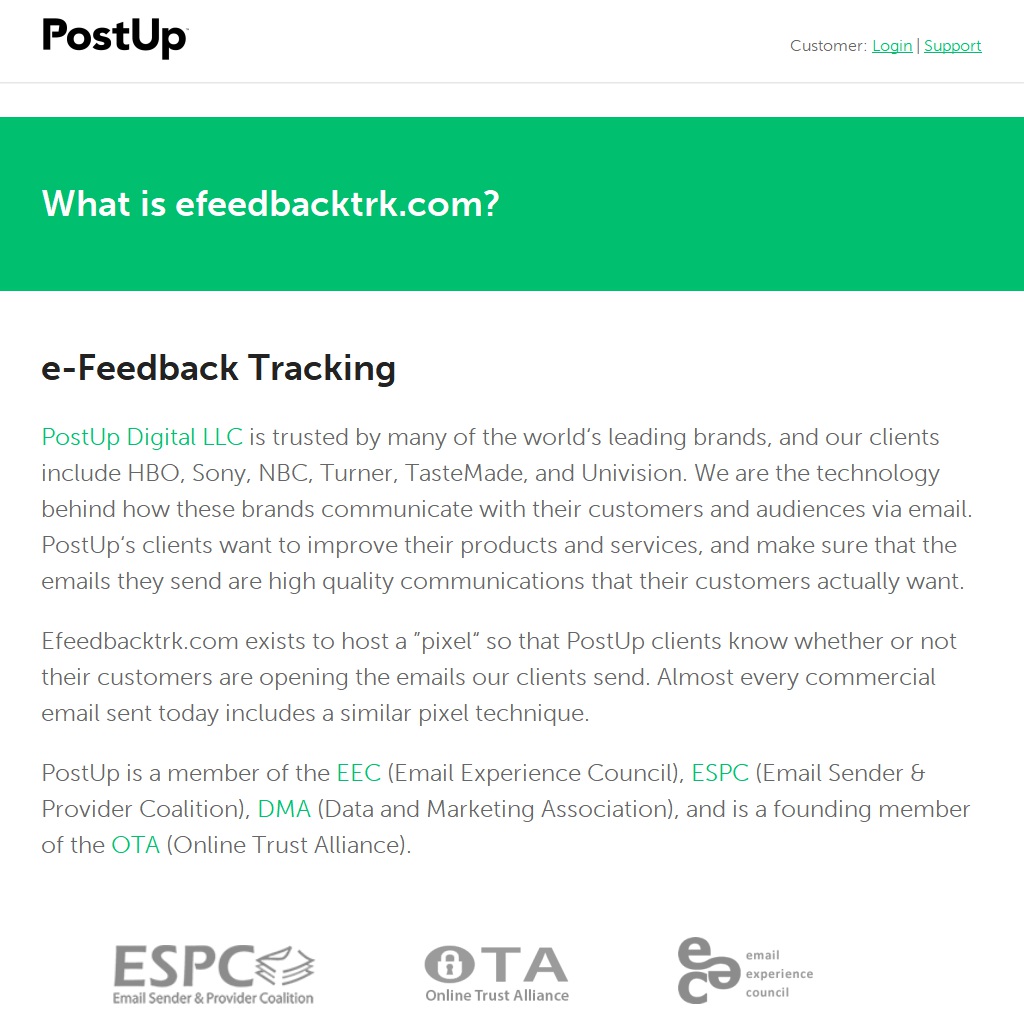 PostUp
Customer: Login | Support
What is efeedbacktrk.com?
e-Feedback Tracking
PostUp Digital LLC is trusted by many of the world’s leading brands, and our clients
include HBO, Sony, NBC, Turner, TasteMade, and Univision. We are the technology
behind how these brands communicate with their customers and audiences via email.
PostUp’s clients want to improve their products and services, and make sure that the
emails they send are high quality communications that their customers actually want.
Efeedbacktrk.com exists to host a “pixel” so that PostUp clients know whether or not
their customers are opening the emails our clients send. Almost every commercial
email sent today includes a similar pixel technique.
PostUp is a member of the EEC (Email Experience Council), ESPC (Email Sender &
Provider Coalition), DMA (Data and Marketing Association), and is a founding member
of the OTA (Online Trust Alliance).
ESPC
Email Sender & Provider Coalition
OTA
Online Trust Alliance
eec
email
experience
council